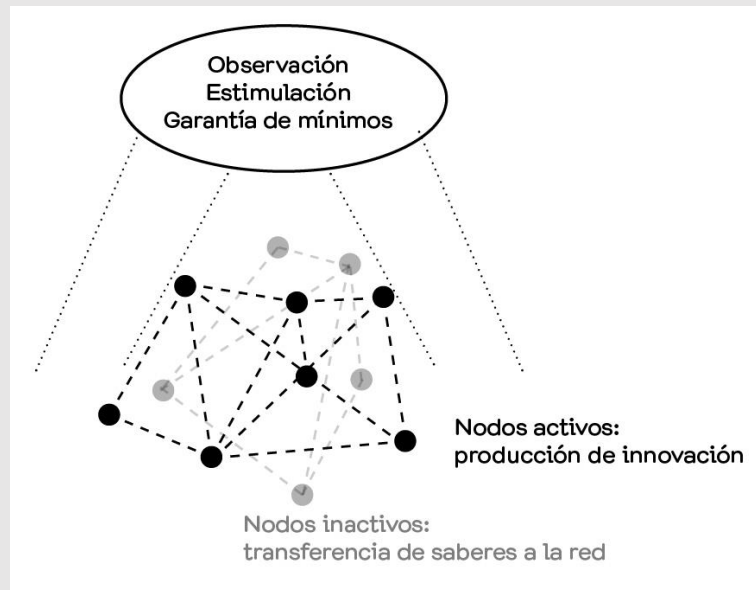 Observación
Estimulación
Garantía de mínimos
Nodos activos:
producción de innovación
Nodos inactivos:
transferencia de saberes a la red